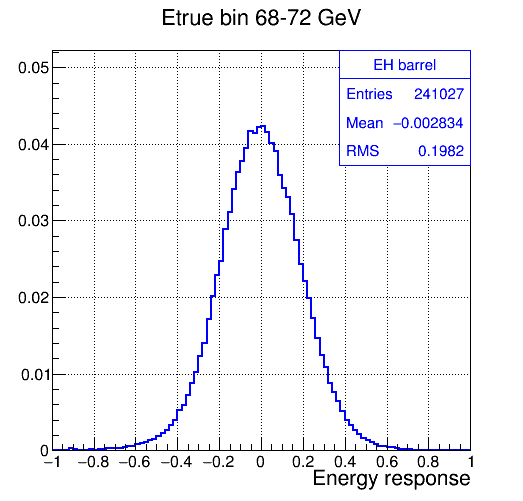 Etrue bin 68-72 GeV
EH barrel
Entries 241027
Mean −0.002834
RMS 0.1982
0.05
0.04
0.03
0.02
0.01
0
−1 −0.8 −0.6 −0.4 −0.2 0 0.2 0.4 0.6 0.8 1
Energy response